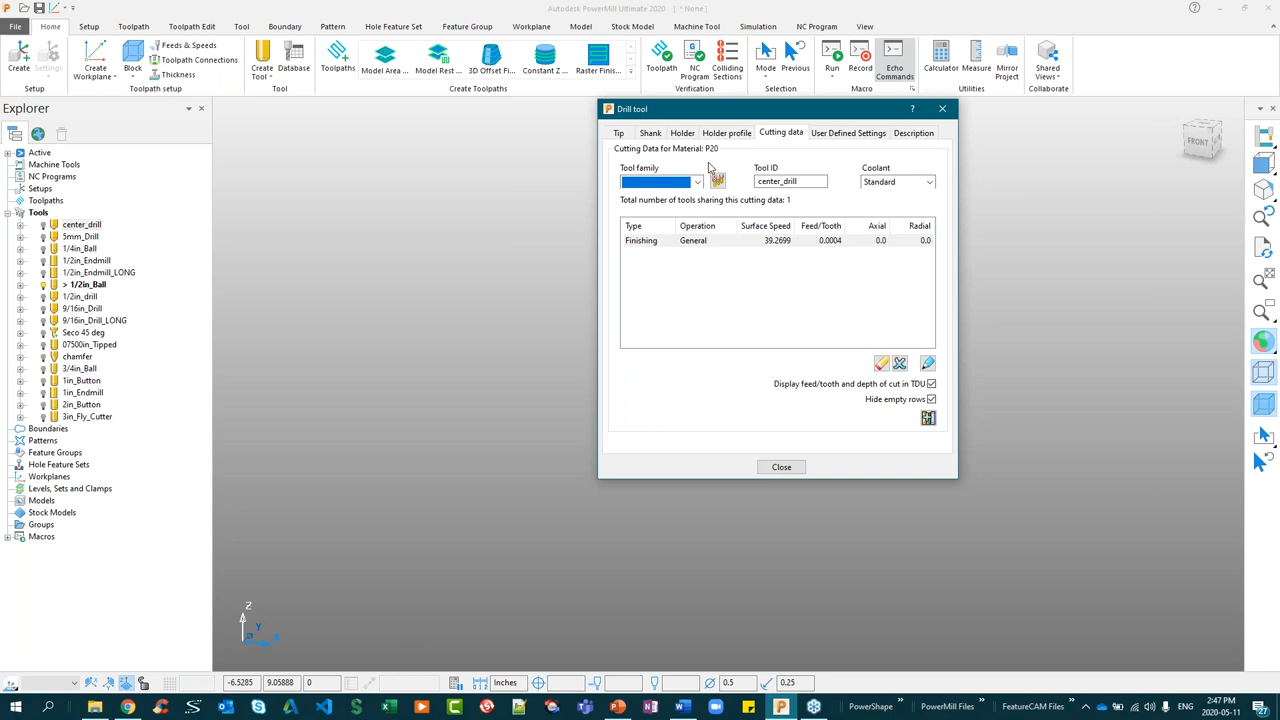 Autodesk PowerMill Ultimate 2020 - [ * None ]
File Home Setup Toolpath Toolpath Edit Tool Boundary Pattern Hole Feature Set Feature Group Workplane Model Stock Model Machine Tool Simulation NC Program View
Create Settings Create Workplane Block Feeds & Speeds Toolpath Connections Thickness Create Tool Database Toolpaths Model Area ... Model Rest ... 3D Offset Fi... Constant Z ... Raster Finis... Toolpath NC Program Colliding Sections Mode Previous Run Record Echo Commands Calculator Measure Mirror Project Shared Views
Setup Toolpath setup Tool Create Toolpaths Verification Selection Macro Utilities Collaborate
Explorer
Active
Machine Tools
NC Programs
Setups
Toolpaths
Tools
center_drill
5mm_Drill
1/4in_Ball
1/2in_Endmill
1/2in_Endmill_LONG
> 1/2in_Ball
1/2in_drill
9/16in_Drill
9/16in_Drill_LONG
Seco 45 deg
07500in_Tipped
chamfer
3/4in_Ball
1in_Button
1in_Endmill
2in_Button
3in_Fly_Cutter
Boundaries
Patterns
Feature Groups
Hole Feature Sets
Workplanes
Levels, Sets and Clamps
Models
Stock Models
Groups
Macros
Drill tool
Tip Shank Holder Holder profile Cutting data User Defined Settings Description
Cutting Data for Material: P20
Tool family Tool ID Coolant
center_drill Standard
Total number of tools sharing this cutting data: 1
Type Operation Surface Speed Feed/Tooth Axial Radial
Finishing General 39.2699 0.0004 0.0 0.0
Display feed/tooth and depth of cut in TDU
Hide empty rows
Close
FRONT
Z
Y
X
-6.5285 9.05888 0 Inches 0.5 0.25
PowerShape PowerMill Files FeatureCAM Files ENG 2:47 PM
2020-05-11
27